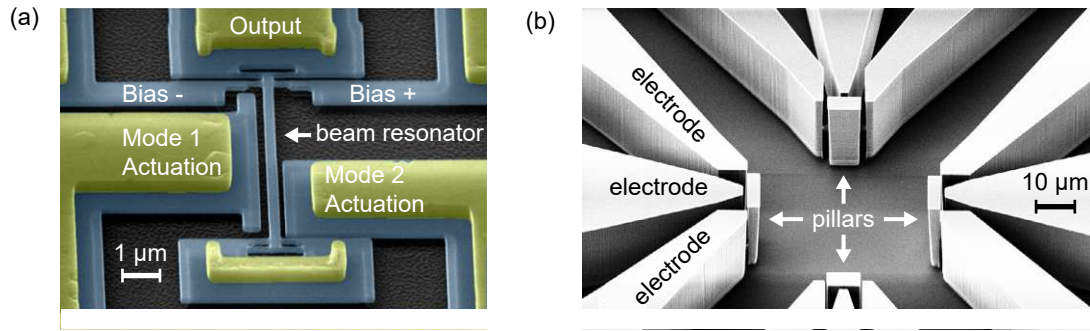 (a)
Output
Bias -
Bias +
beam resonator
Mode 1
Actuation
Mode 2
Actuation
1 μm
(b)
electrode
electrode
electrode
pillars
10 μm